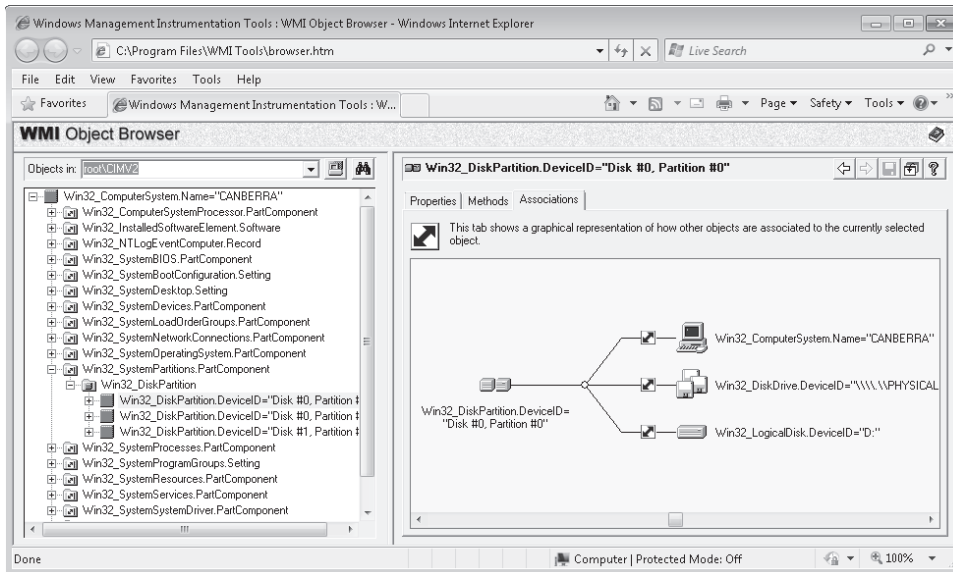 Windows Management Instrumentation Tools : WMI Object Browser - Windows Internet Explorer
C:\Program Files\WMI Tools\browser.htm
Live Search
File Edit View Favorites Tools Help
Favorites
Windows Management Instrumentation Tools : W...
Page Safety Tools
WMI Object Browser
Objects in: root\CIMV2
Win32_ComputerSystem.Name="CANBERRA"
Win32_ComputerSystemProcessor.PartComponent
Win32_InstalledSoftwareElement.Software
Win32_NTLogEventComputer.Record
Win32_SystemBIOS.PartComponent
Win32_SystemBootConfiguration.Setting
Win32_SystemDesktop.Setting
Win32_SystemDevices.PartComponent
Win32_SystemLoadOrderGroups.PartComponent
Win32_SystemNetworkConnections.PartComponent
Win32_SystemOperatingSystem.PartComponent
Win32_SystemPartitions.PartComponent
Win32_DiskPartition
Win32_DiskPartition.DeviceID="Disk #0, Partition #
Win32_DiskPartition.DeviceID="Disk #0, Partition #
Win32_DiskPartition.DeviceID="Disk #1, Partition #
Win32_SystemProcesses.PartComponent
Win32_SystemProgramGroups.Setting
Win32_SystemResources.PartComponent
Win32_SystemServices.PartComponent
Win32_SystemSystemDriver.PartComponent
Win32_DiskPartition.DeviceID="Disk #0, Partition #0"
Properties Methods Associations
This tab shows a graphical representation of how other objects are associated to the currently selected
object.
Win32_DiskPartition.DeviceID=
"Disk #0, Partition #0"
Win32_ComputerSystem.Name="CANBERRA"
Win32_DiskDrive.DeviceID="\\\\.\\PHYSICAL
Win32_LogicalDisk.DeviceID="D:"
Done
Computer | Protected Mode: Off
100%